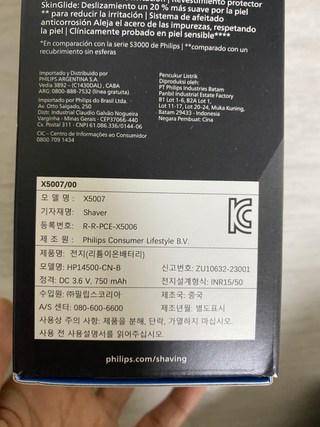 SkinGlide: Deslizamento 20 % más suave por la piel
** para reducir la irritación | Sistema de afeitado
anticorrosión Aleja el acero de las impurezas, respetando
la piel | Clínicamente probado en piel sensible****
*En comparación con la serie S3000 de Philips | **comparado con un
recubrimiento sin esferas
Importado y Distribuido por
PHILIPS ARGENTINA S.A.
Vedia 3892 - (C1430DAL), CABA
ARG: 0800-888-7532 (línea gratuita)
Importado por Philips do Brasil Ltda. -
Av. Otto Salgado, 250
Distr. Industrial Claudio Galvão Nogueira
Varginha - Minas Gerais -CEP37066-440
Cx. Postal 311 - CNPJ 61.086.336/0144-06
CIC – Centro de Informações ao Consumidor
0800 709 1434
Pencukur Listrik
Diproduksi oleh:
PT Philips Industries Batam
Panbil Industrial Estate Factory
B1 Lot 1-6, B2A Lot 1,
Lot 11-17, Lot 20-24, Muka Kuning,
Batam 29433 - Indonesia
Negara Pembuat: Cina
X5007/00
모 델 명 : X5007
기자재명: Shaver
등록번호: R-R-PCE-X5006
제 조 원 : Philips Consumer Lifestyle B.V.
제품명: 전지(리튬이온배터리)
모델명: HP14500-CN-B 신고번호: ZU10632-23001
정격: DC 3.6 V, 750 mAh 전지설계형식: INR15/50
수입원: ㈜필립스코리아 제조국: 중국
A/S 센터: 080-600-6600 제조년월: 별도표시
사용상 주의 사항: 제품을 분해, 단락, 가열하지 마십시오.
사용 전 사용설명서를 읽어주십시오.
philips.com/shaving